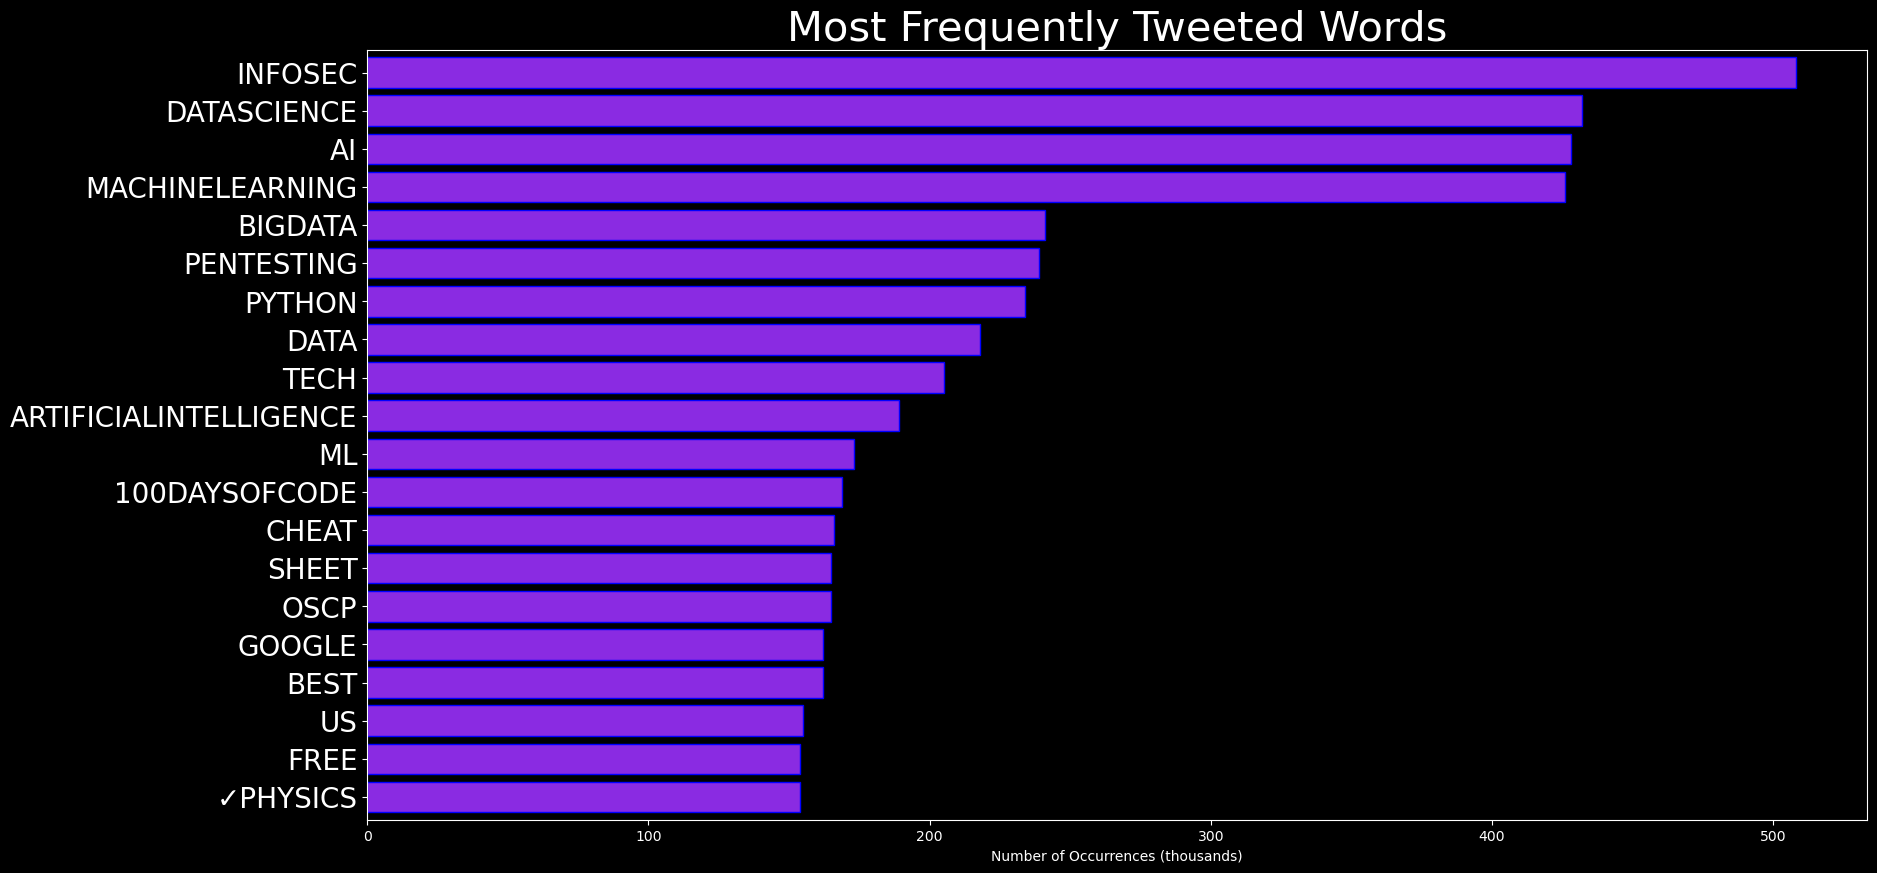 Most Frequently Tweeted Words
INFOSEC
DATASCIENCE
AI
MACHINELEARNING
BIGDATA
PENTESTING
PYTHON
DATA
TECH
ARTIFICIALINTELLIGENCE
ML
100DAYSOFCODE
CHEAT
SHEET
OSCP
GOOGLE
BEST
US
FREE
✓PHYSICS
0 100 200 300 400 500
Number of Occurrences (thousands)